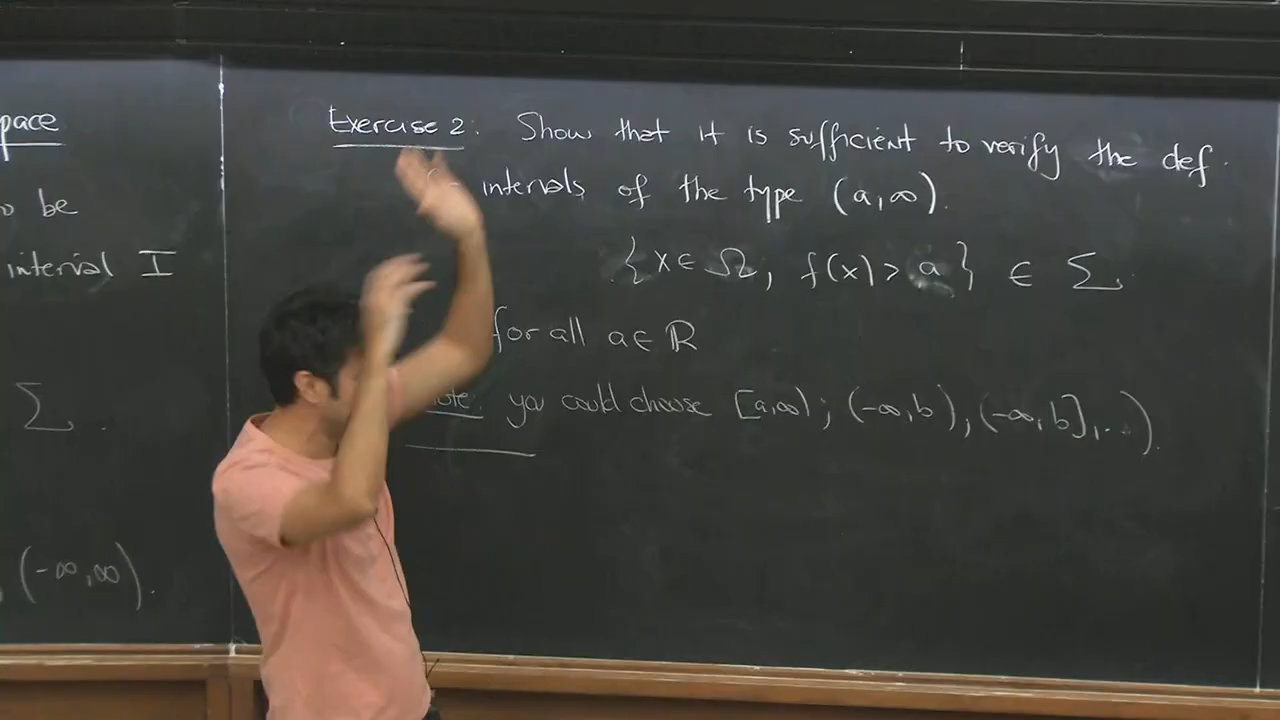 pace
be
interval I
Σ.
(-∞,∞).
Exercise 2: Show that it is sufficient to verify the def.
intervals of the type (a,∞).
{x∈Ω, f(x)>a} ∈ Σ.
for all a∈ℝ
you could choose [a,∞); (-∞,b), (-∞,b],...).